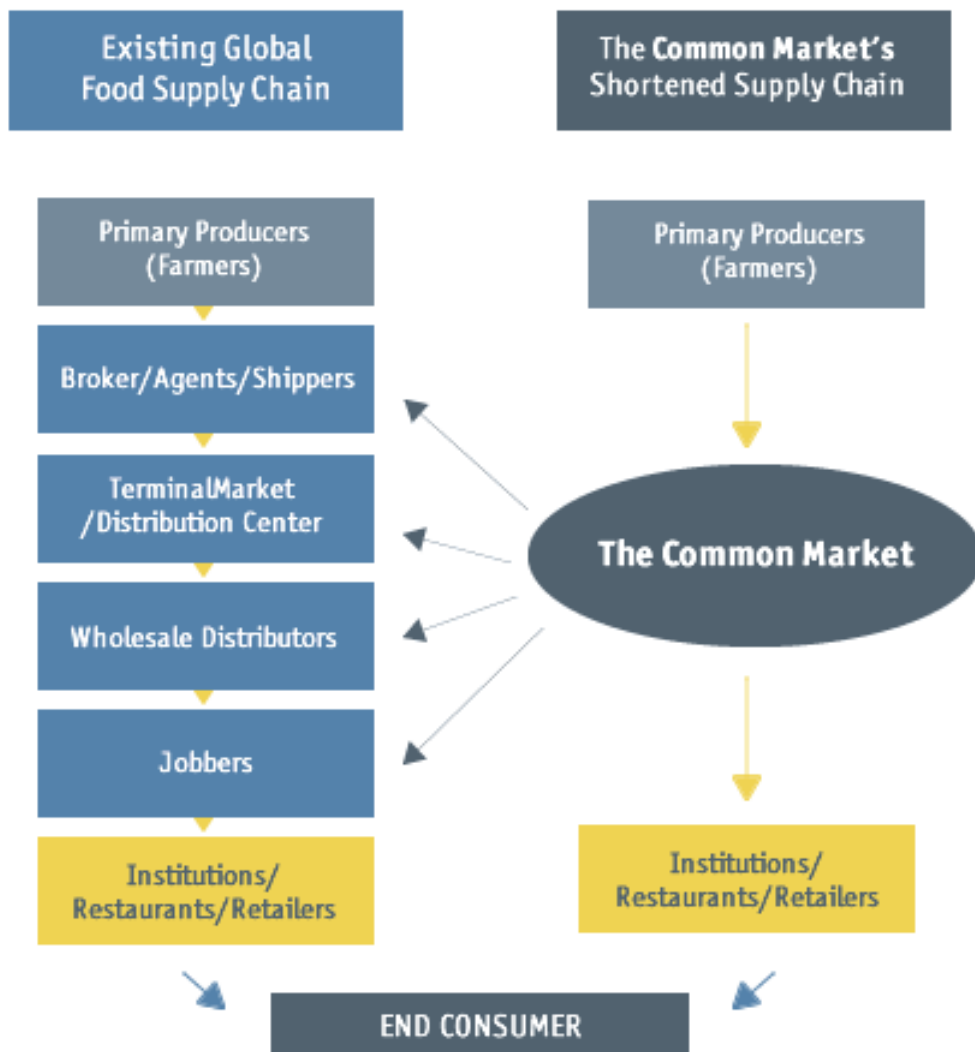 Existing Global
Food Supply Chain
The Common Market's
Shortened Supply Chain
Primary Producers
(Farmers)
Broker/Agents/Shippers
TerminalMarket
/Distribution Center
Wholesale Distributors
Jobbers
Institutions/
Restaurants/Retailers
Primary Producers
(Farmers)
The Common Market
Institutions/
Restaurants/Retailers
END CONSUMER